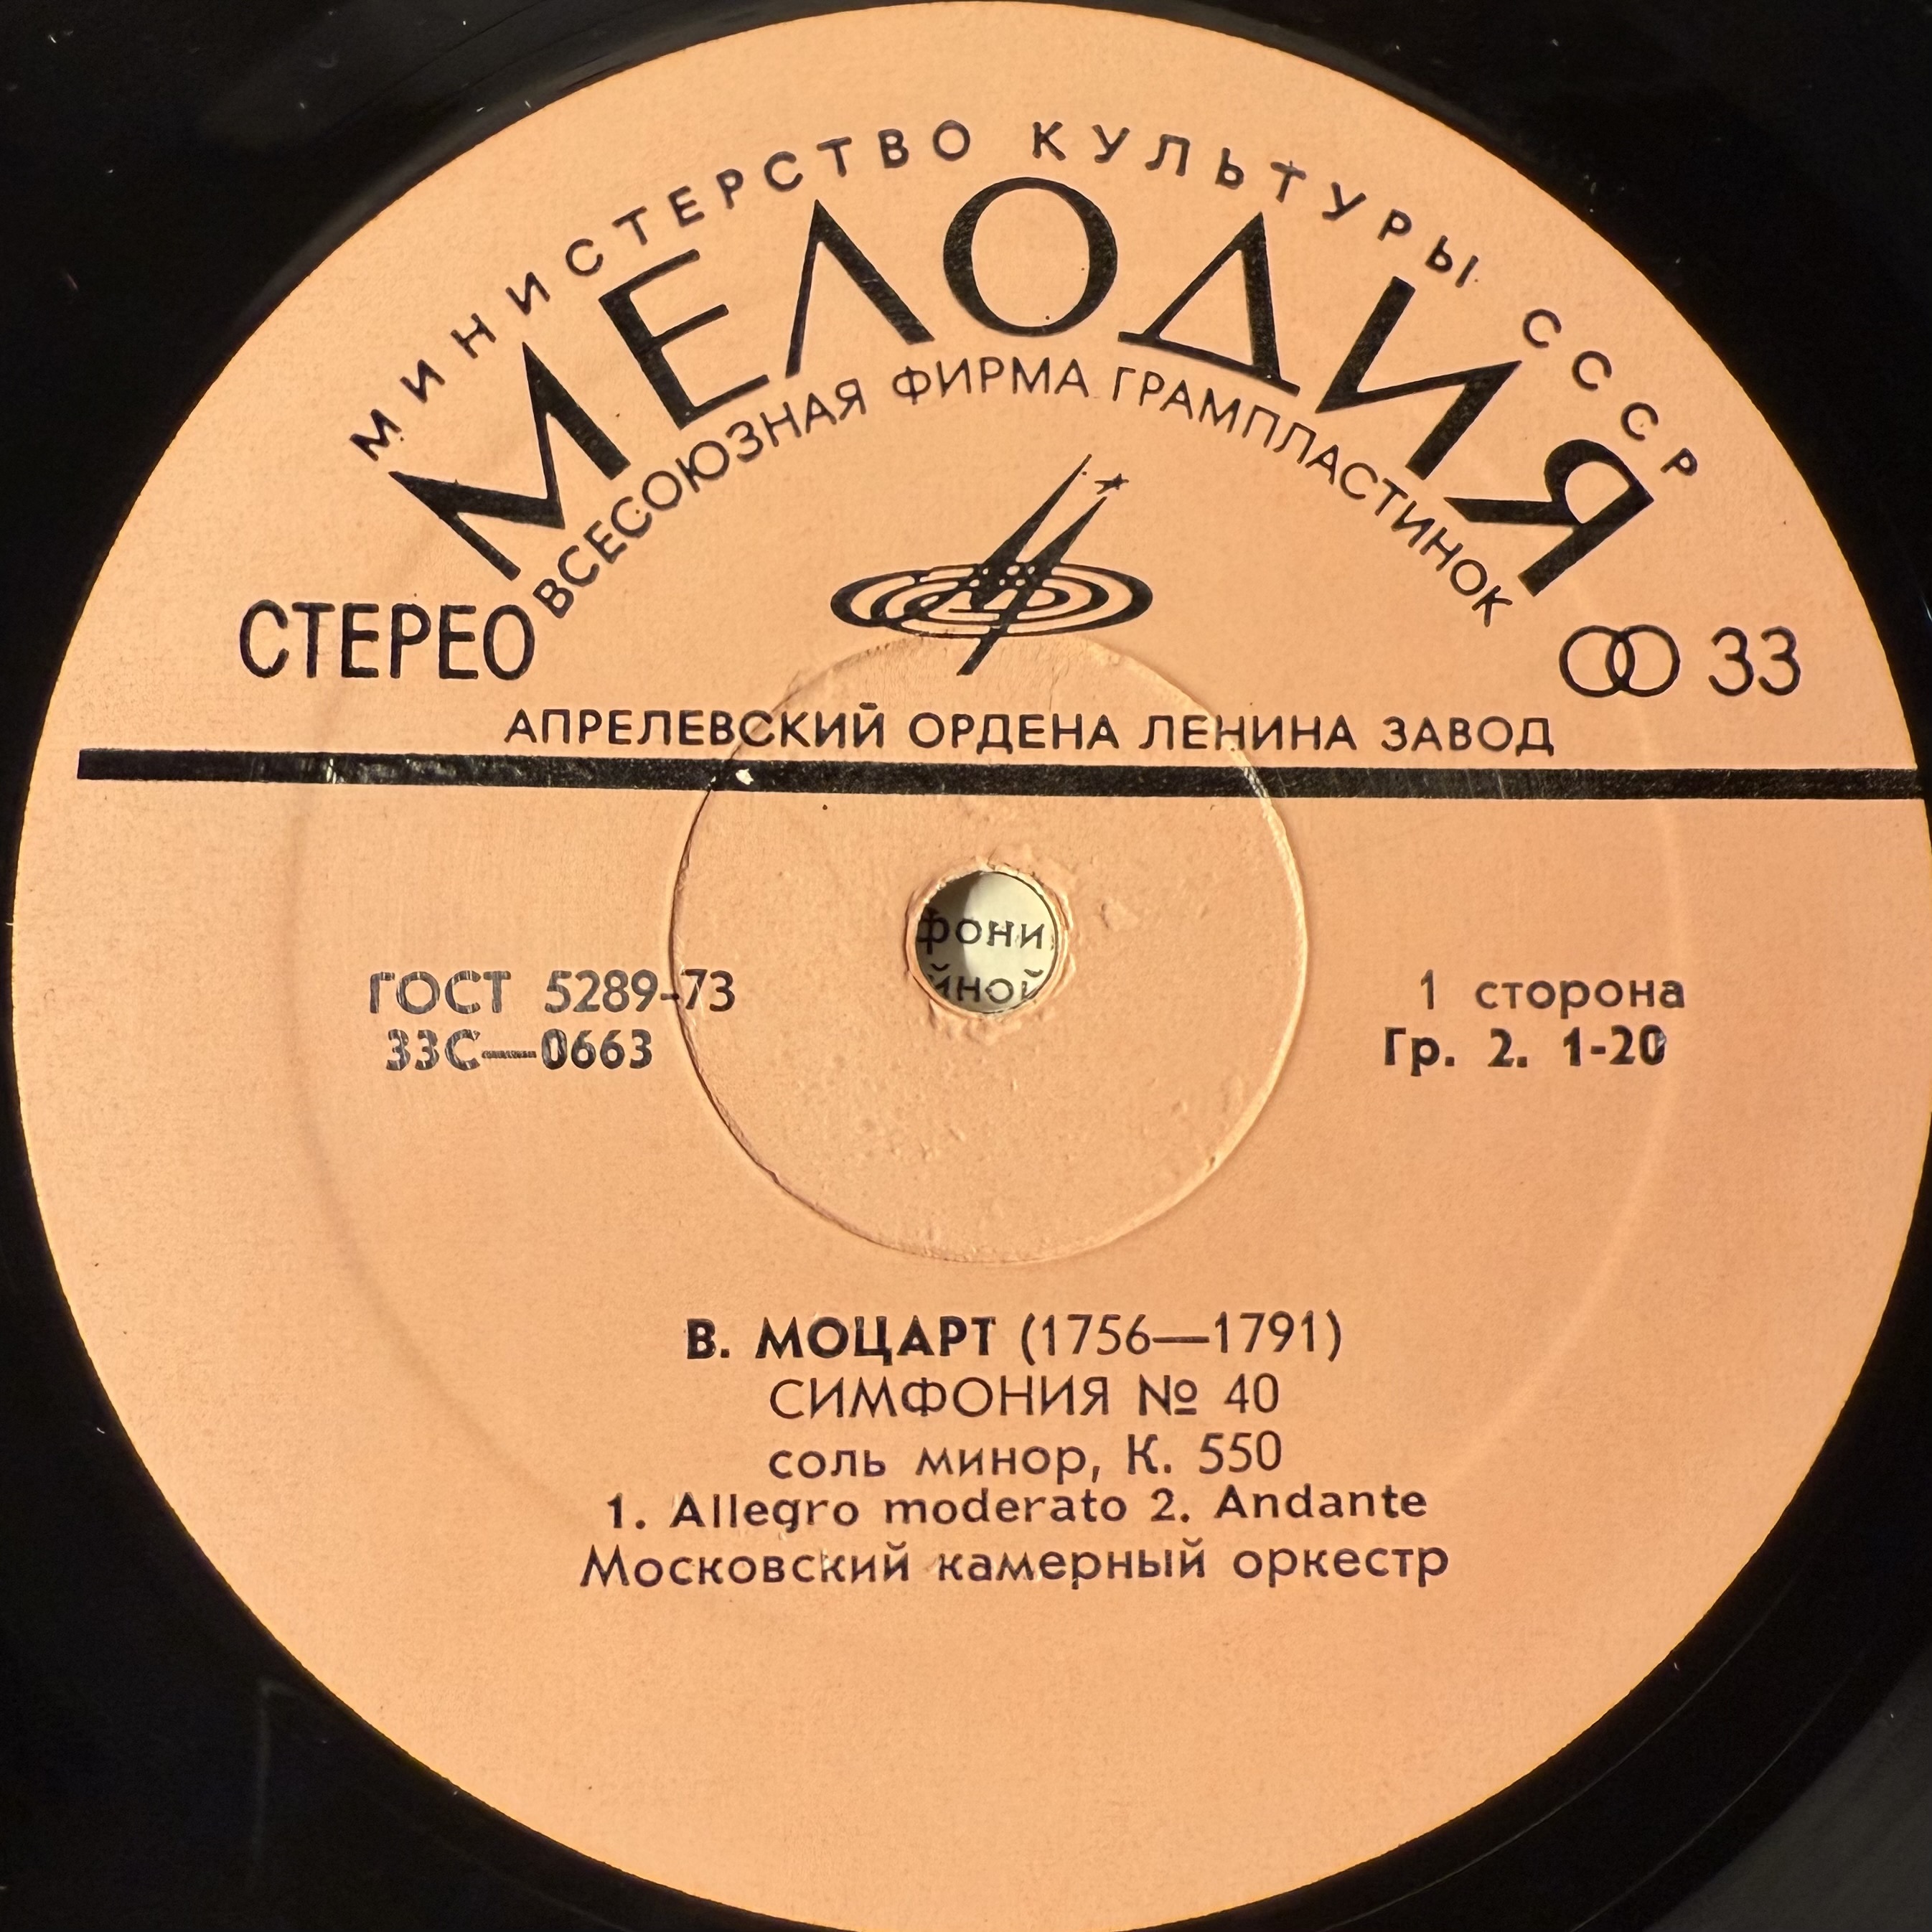 МИНИСТЕРСТВО КУЛЬТУРЫ СССР
МЕЛОДИЯ
ВСЕСОЮЗНАЯ ФИРМА ГРАМПЛАСТИНОК
СТЕРЕО
33
АПРЕЛЕВСКИЙ ОРДЕНА ЛЕНИНА ЗАВОД
фони
йной
ГОСТ 5289-73
1 сторона
33С—0663
Гр. 2. 1-20
В. МОЦАРТ (1756—1791)
СИМФОНИЯ № 40
соль минор, К. 550
1. Allegro moderato 2. Andante
Московский камерный оркестр